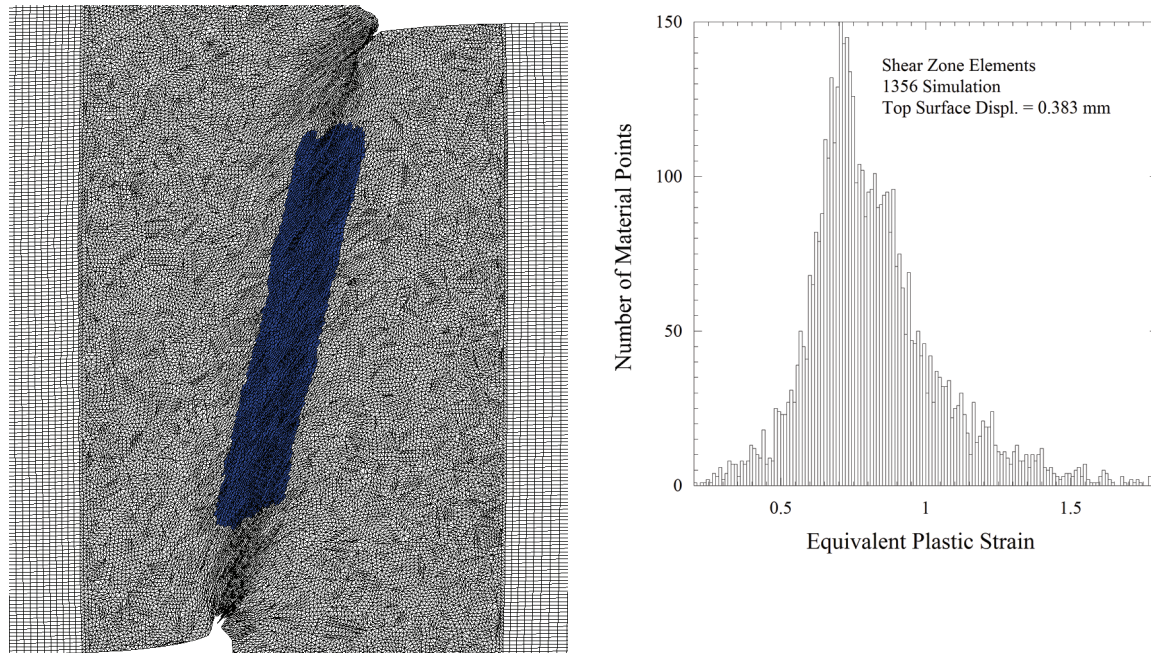 150
Shear Zone Elements
1356 Simulation
Top Surface Displ. = 0.383 mm
100
Number of Material Points
50
0
0.5 1 1.5
Equivalent Plastic Strain